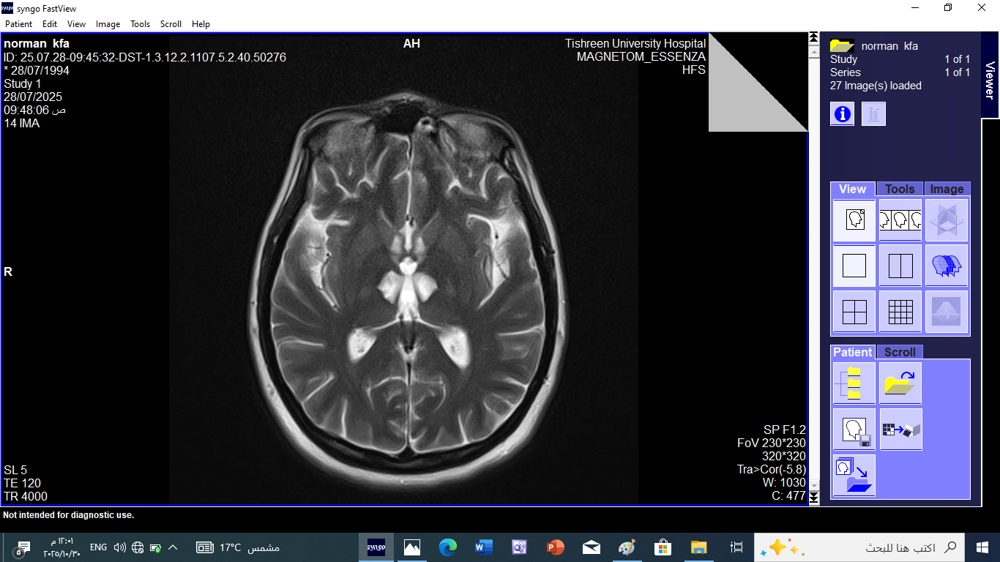 syngo FastView
Patient Edit View Image Tools Scroll Help
norman kfa
ID: 25.07.28-09:45:32-DST-1.3.12.2.1107.5.2.40.50276
* 28/07/1994
Study 1
28/07/2025
09:48:06 ص
14 IMA
AH
Tishreen University Hospital
MAGNETOM_ESSENZA
HFS
R
SL 5
TE 120
TR 4000
SP F1.2
FoV 230*230
320*320
Tra>Cor(-5.8)
W: 1030
C: 477
norman kfa
Study 1 of 1
Series 1 of 1
27 Image(s) loaded
Viewer
View Tools Image
Patient Scroll
Not intended for diagnostic use.
١٢:٠١ م
٢٠٢٥/١٠/٣٠
ENG
17°C مشمس
syngo
اكتب هنا للبحث